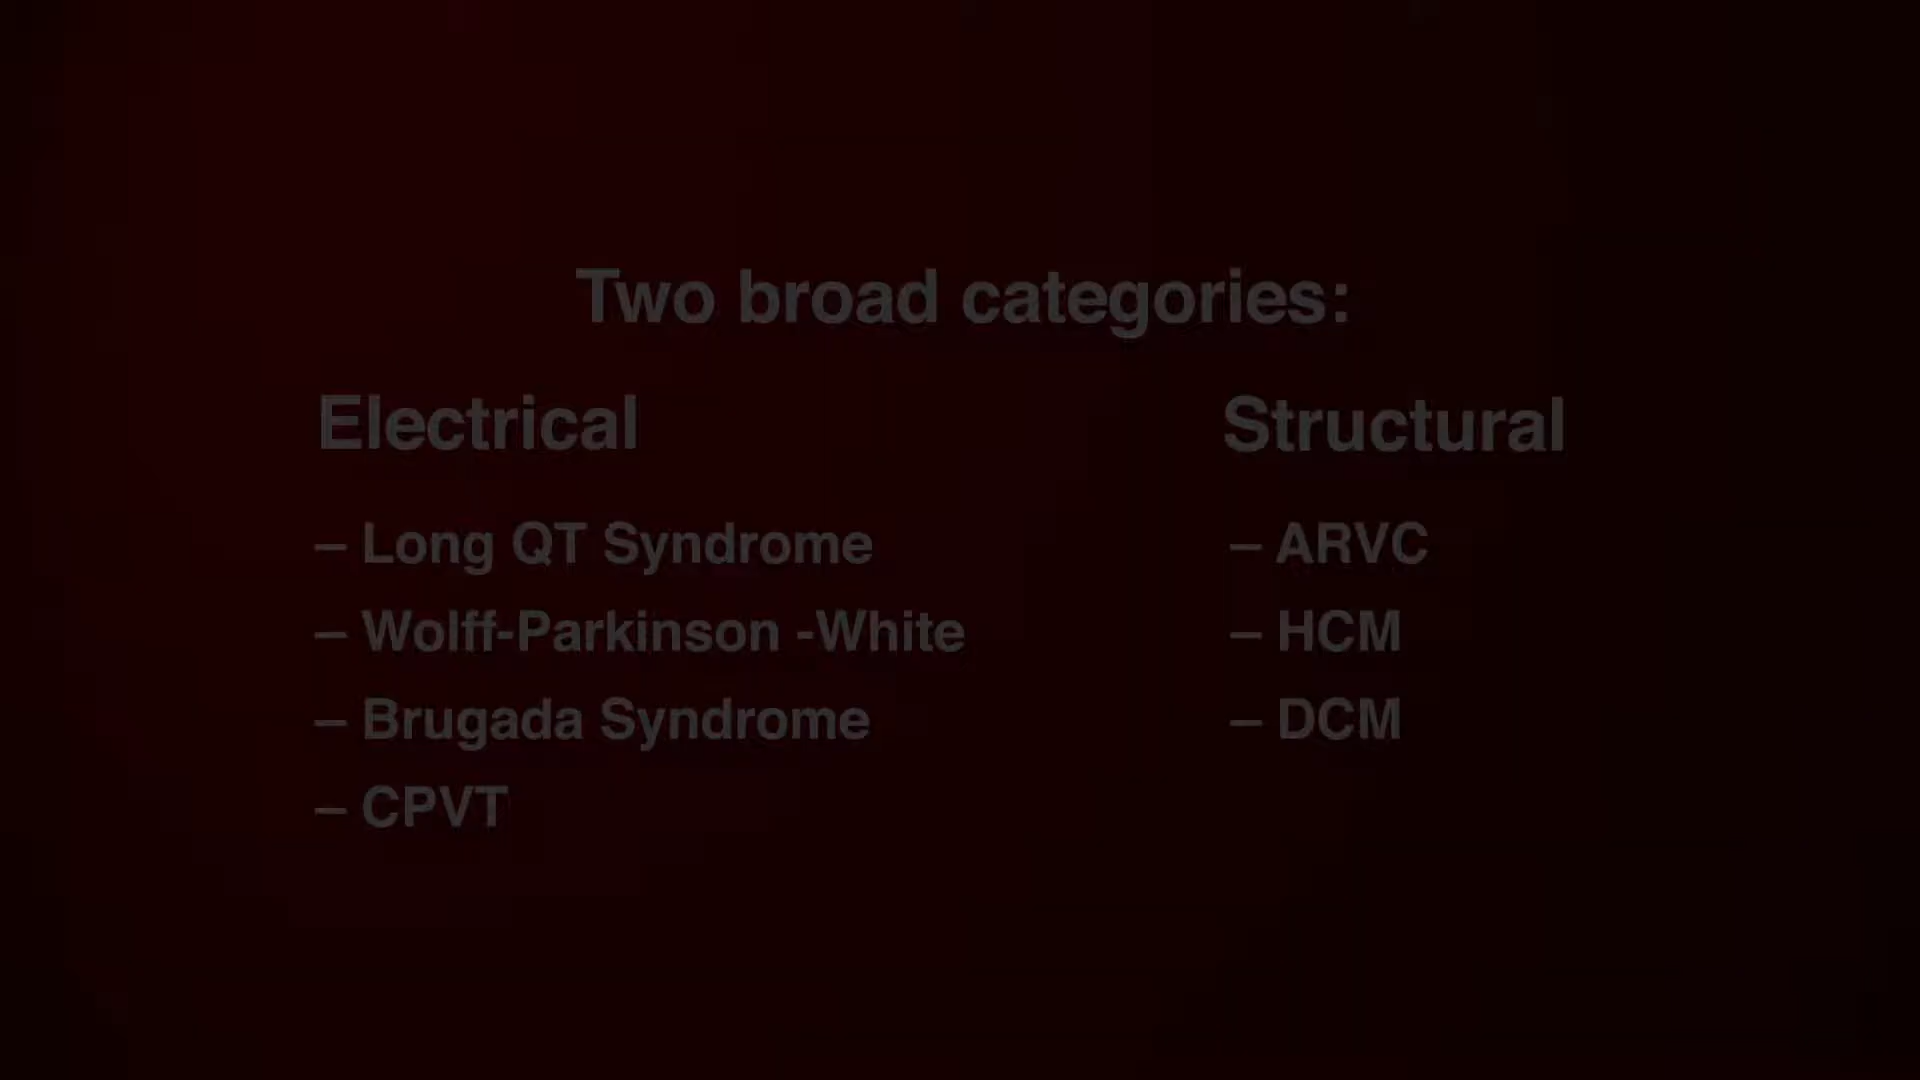 Two broad categories:
Electrical
– Long QT Syndrome
– Wolff-Parkinson -White
– Brugada Syndrome
– CPVT
Structural
– ARVC
– HCM
– DCM